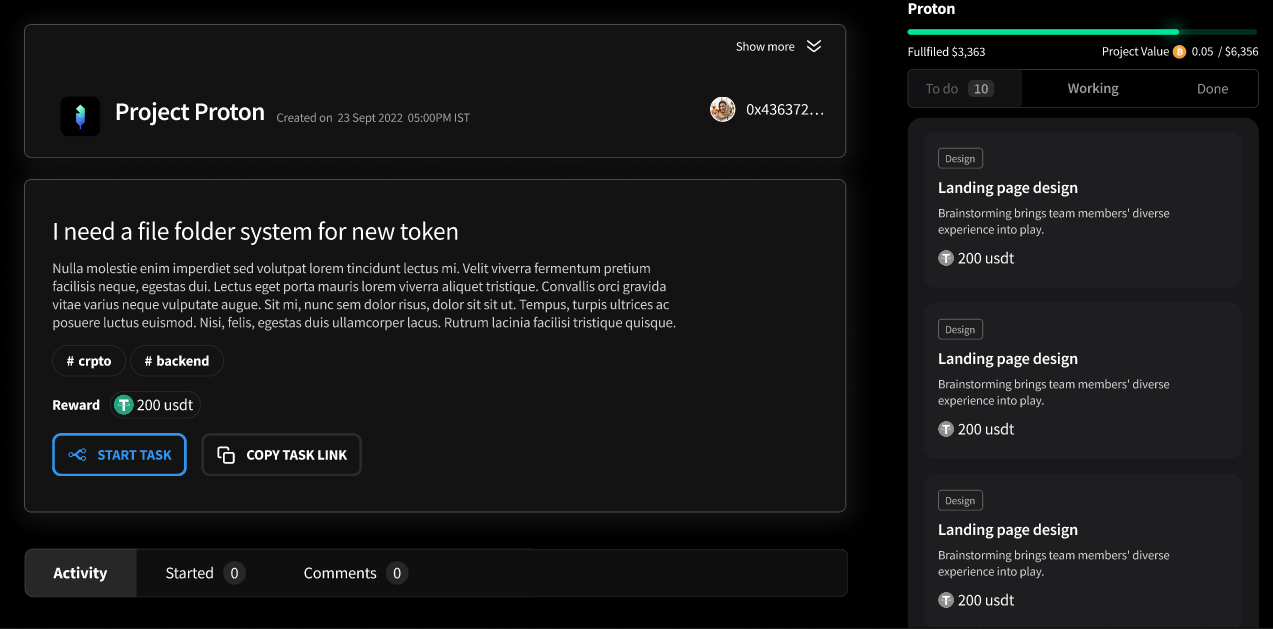 Show more
Project Proton
Created on 23 Sept 2022 05:00PM IST
0x436372...
I need a file folder system for new token
Nulla molestie enim imperdiet sed volutpat lorem tincidunt lectus mi. Velit viverra fermentum pretium
facilisis neque, egestas dui. Lectus eget porta mauris lorem viverra aliquet tristique. Convallis orci gravida
vitae varius neque vulputate augue. Sit mi, nunc sem dolor risus, dolor sit sit ut. Tempus, turpis ultrices ac
posuere luctus euismod. Nisi, felis, egestas duis ullamcorper lacus. Rutrum lacinia facilisi tristique quisque.
# crpto # backend
Reward 200 usdt
START TASK COPY TASK LINK
Activity Started 0 Comments 0
Proton
Fullfiled $3,363 Project Value 0.05 / $6,356
To do 10 Working Done
Design
Landing page design
Brainstorming brings team members' diverse
experience into play.
200 usdt
Design
Landing page design
Brainstorming brings team members' diverse
experience into play.
200 usdt
Design
Landing page design
Brainstorming brings team members' diverse
experience into play.
200 usdt